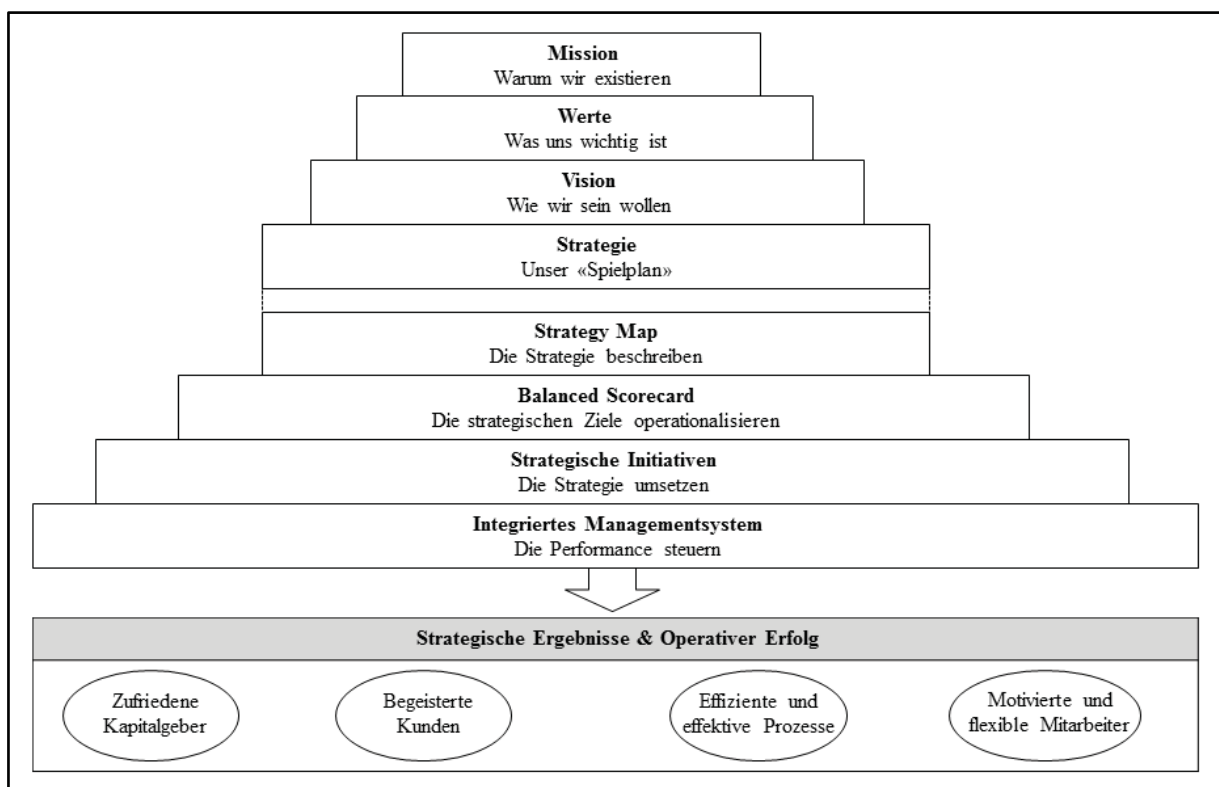 Mission
Warum wir existieren
Werte
Was uns wichtig ist
Vision
Wie wir sein wollen
Strategie
Unser «Spielplan»
Strategy Map
Die Strategie beschreiben
Balanced Scorecard
Die strategischen Ziele operationalisieren
Strategische Initiativen
Die Strategie umsetzen
Integriertes Managementsystem
Die Performance steuern
Strategische Ergebnisse & Operativer Erfolg
Zufriedene
Kapitalgeber
Begeisterte
Kunden
Effiziente und
effektive Prozesse
Motivierte und
flexible Mitarbeiter